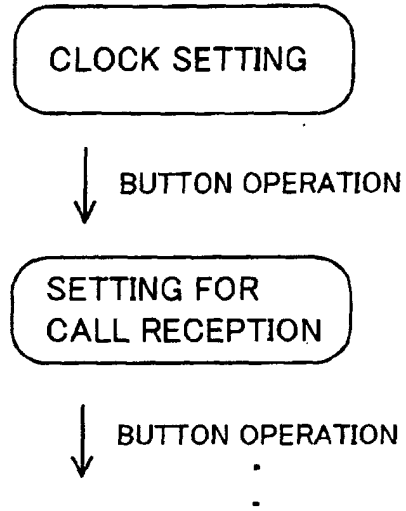 CLOCK SETTING
BUTTON OPERATION
SETTING FOR
CALL RECEPTION
BUTTON OPERATION